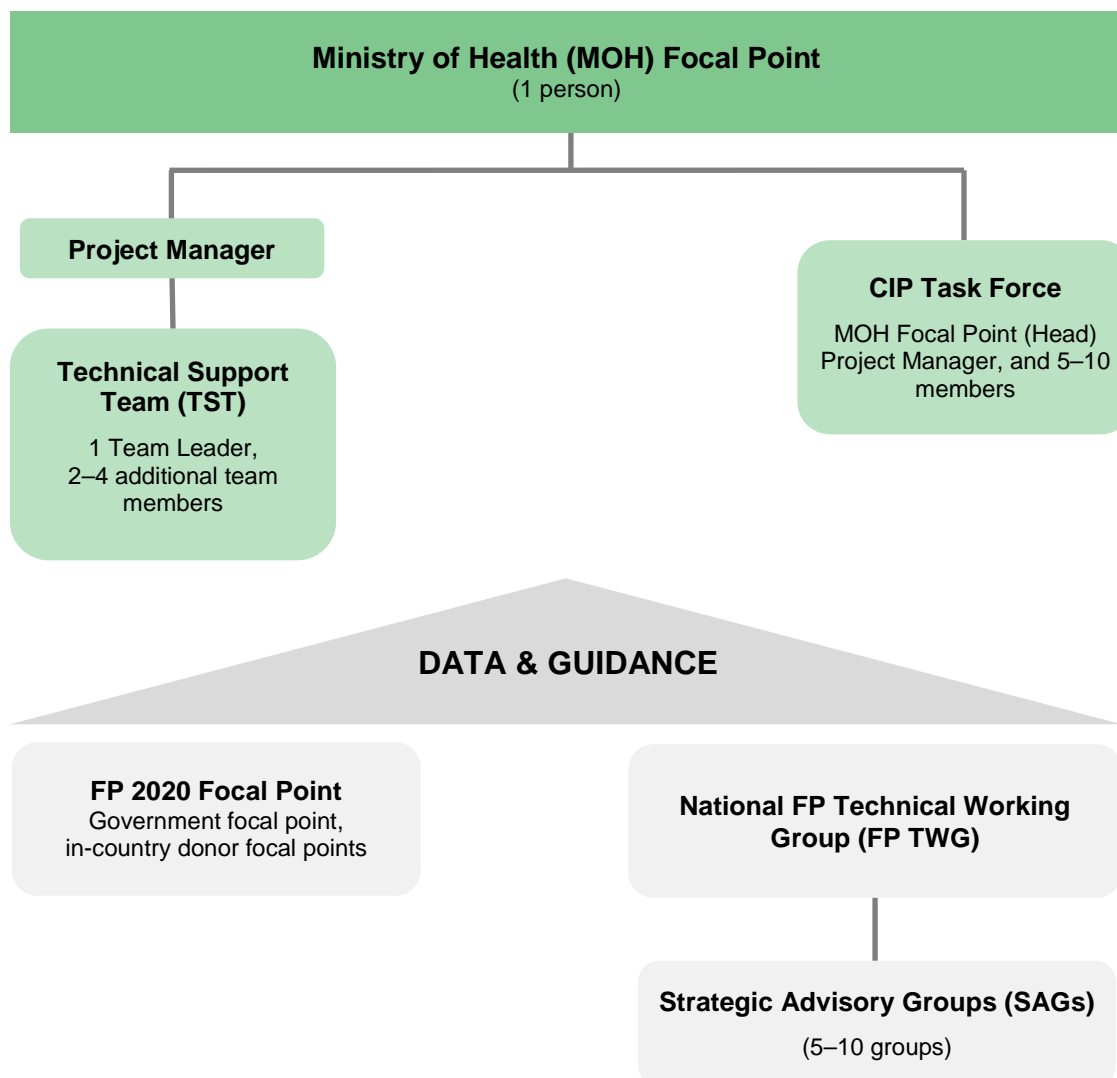 Ministry of Health (MOH) Focal Point
(1 person)
Project Manager
Technical Support
Team (TST)
1 Team Leader,
2–4 additional team
members
CIP Task Force
MOH Focal Point (Head)
Project Manager, and 5–10
members
DATA & GUIDANCE
FP 2020 Focal Point
Government focal point,
in-country donor focal points
National FP Technical Working
Group (FP TWG)
Strategic Advisory Groups (SAGs)
(5–10 groups)